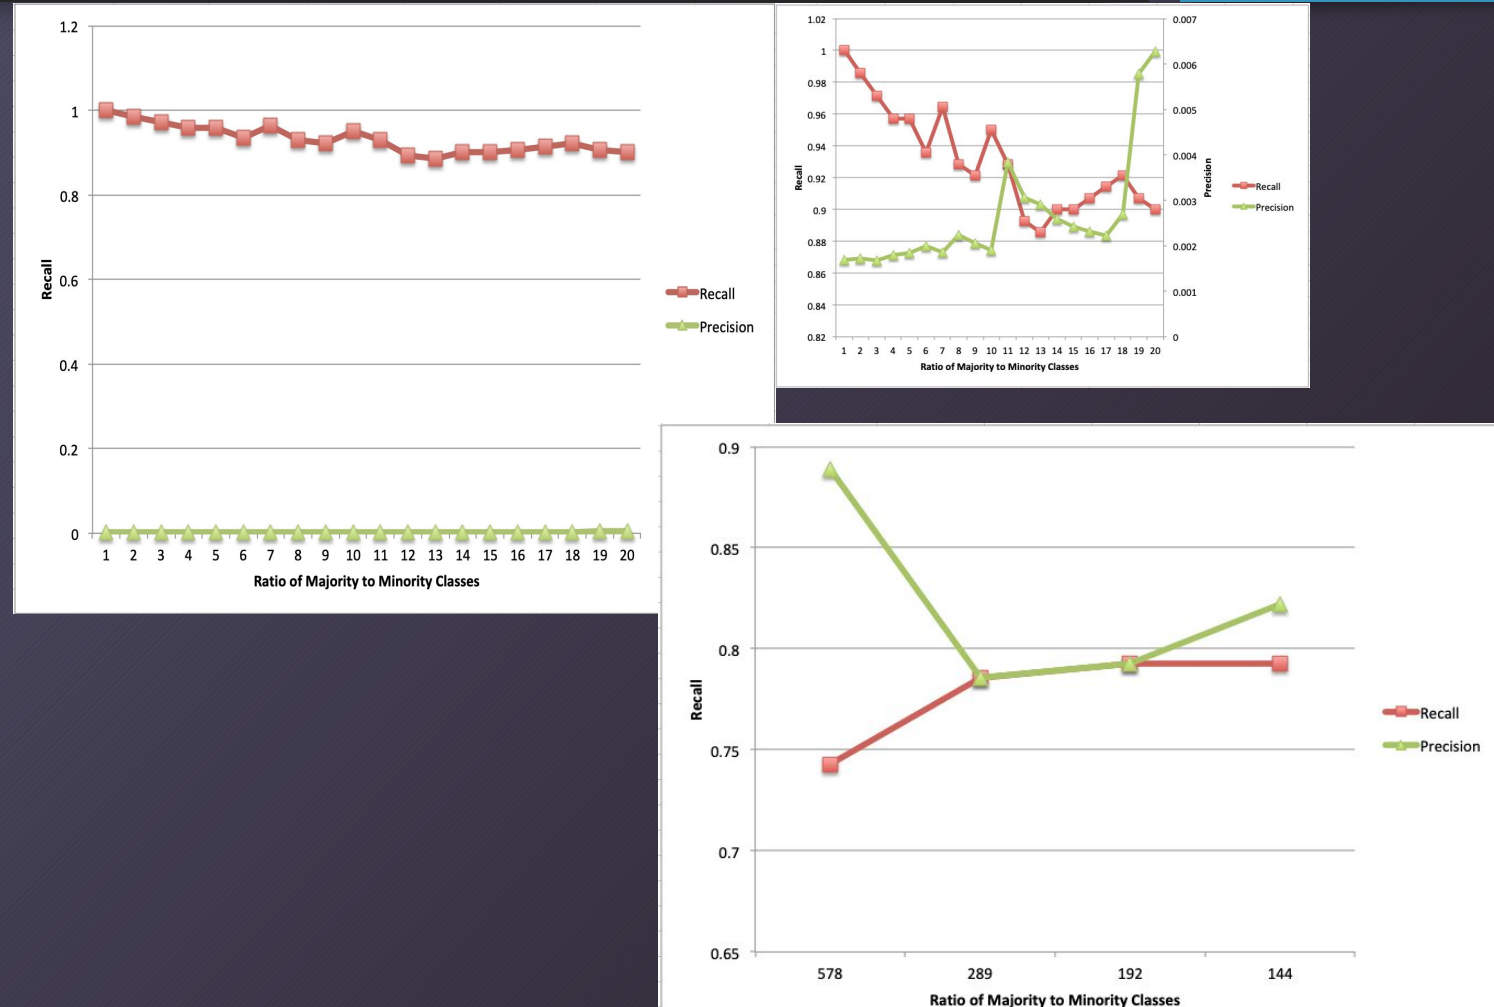 1.2
1
0.8
0.6
0.4
0.2
0
Recall
1 2 3 4 5 6 7 8 9 10 11 12 13 14 15 16 17 18 19 20
Ratio of Majority to Minority Classes
Recall
Precision
1.02
1
0.98
0.96
0.94
0.92
0.9
0.88
0.86
0.84
0.82
Recall
0.007
0.006
0.005
0.004
0.003
0.002
0.001
0
Precision
1 2 3 4 5 6 7 8 9 10 11 12 13 14 15 16 17 18 19 20
Ratio of Majority to Minority Classes
Recall
Precision
0.9
0.85
0.8
0.75
0.7
0.65
Recall
578 289 192 144
Ratio of Majority to Minority Classes
Recall
Precision